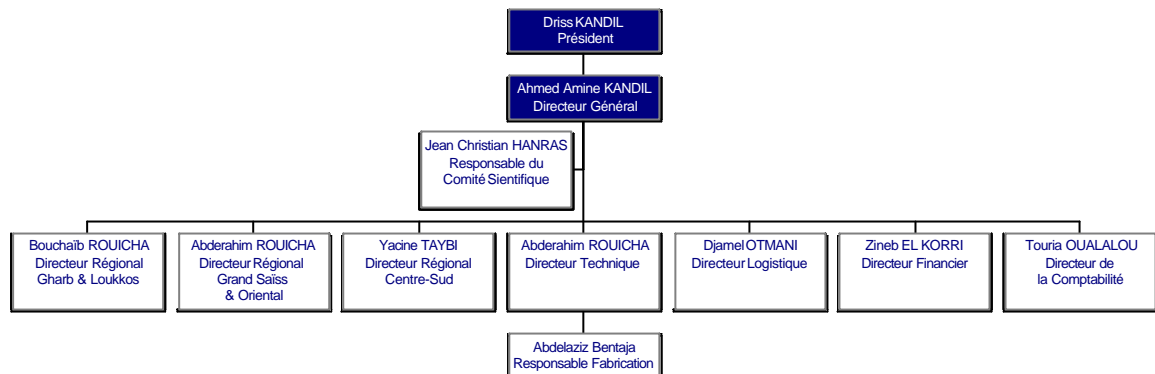 Driss KANDIL
Président
Ahmed Amine KANDIL
Directeur Général
Jean Christian HANRAS
Responsable du
Comité Sientifique
Bouchaïb ROUICHA
Directeur Régional
Gharb & Loukkos
Abderahim ROUICHA
Directeur Régional
Grand Saïss
& Oriental
Yacine TAYBI
Directeur Régional
Centre-Sud
Abderahim ROUICHA
Directeur Technique
Djamel OTMANI
Directeur Logistique
Zineb EL KORRI
Directeur Financier
Touria OUALALOU
Directeur de
la Comptabilité
Abdelaziz Bentaja
Responsable Fabrication